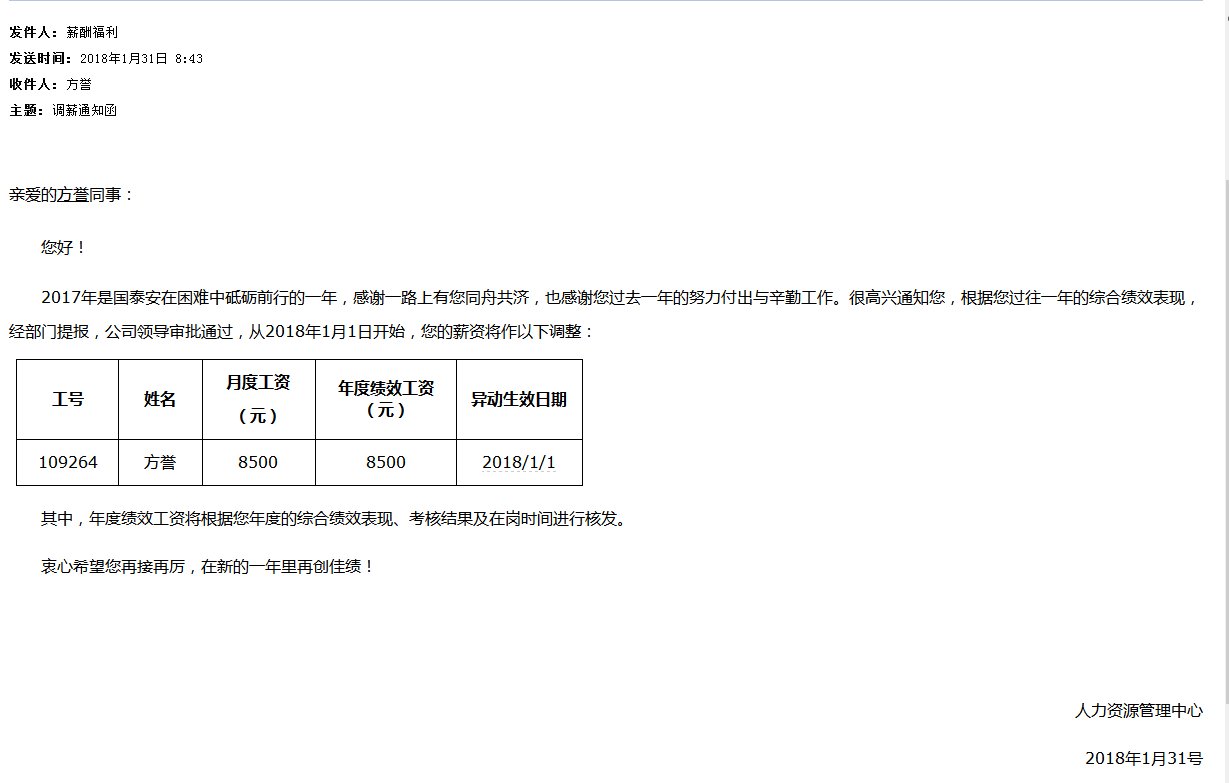 发件人：薪酬福利
发送时间：2018年1月31日 8:43
收件人：方誉
主题：调薪通知函
亲爱的方誉同事：
您好！
2017年是国泰安在困难中砥砺前行的一年，感谢一路上有您同舟共济，也感谢您过去一年的努力付出与辛勤工作。很高兴通知您，根据您过往一年的综合绩效表现，
经部门提报，公司领导审批通过，从2018年1月1日开始，您的薪资将作以下调整：
工号 姓名 月度工资（元） 年度绩效工资（元） 异动生效日期
109264 方誉 8500 8500 2018/1/1
其中，年度绩效工资将根据您年度的综合绩效表现、考核结果及在岗时间进行核发。
衷心希望您再接再厉，在新的一年里再创佳绩！
人力资源管理中心
2018年1月31号